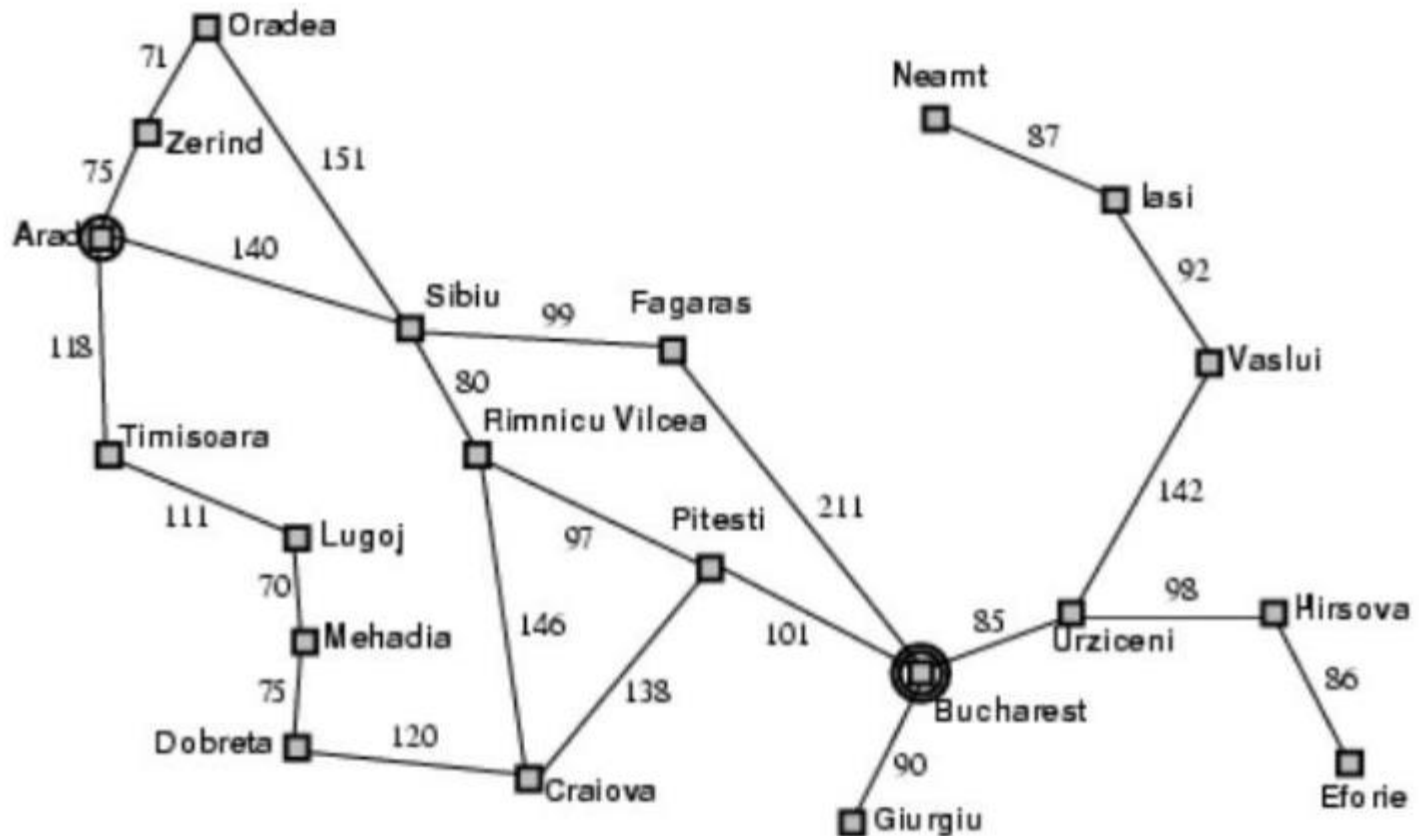 Oradea
71
Neamt
87
Zerind
151
75
Iasi
Arad
140
92
Sibiu
99
Fagaras
118
80
Vaslui
Rimnicu Vilcea
Timisoara
142
111
Lugoj
97
Pitesti
211
70
98
Hirsova
146
101
85
Mehadia
Urziceni
75
138
86
Bucharest
Dobreta
120
90
Craiova
Eforie
Giurgiu